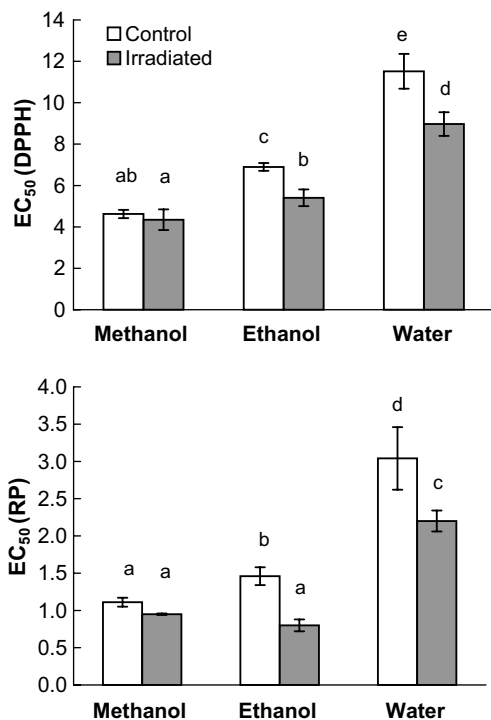 14
Control
Irradiated
12
10
8
6
4
2
0
EC50 (DPPH)
e
d
c
b
ab
a
Methanol Ethanol Water
4.0
3.5
3.0
2.5
2.0
1.5
1.0
0.5
0.0
EC50 (RP)
d
c
b
a a
a
Methanol Ethanol Water